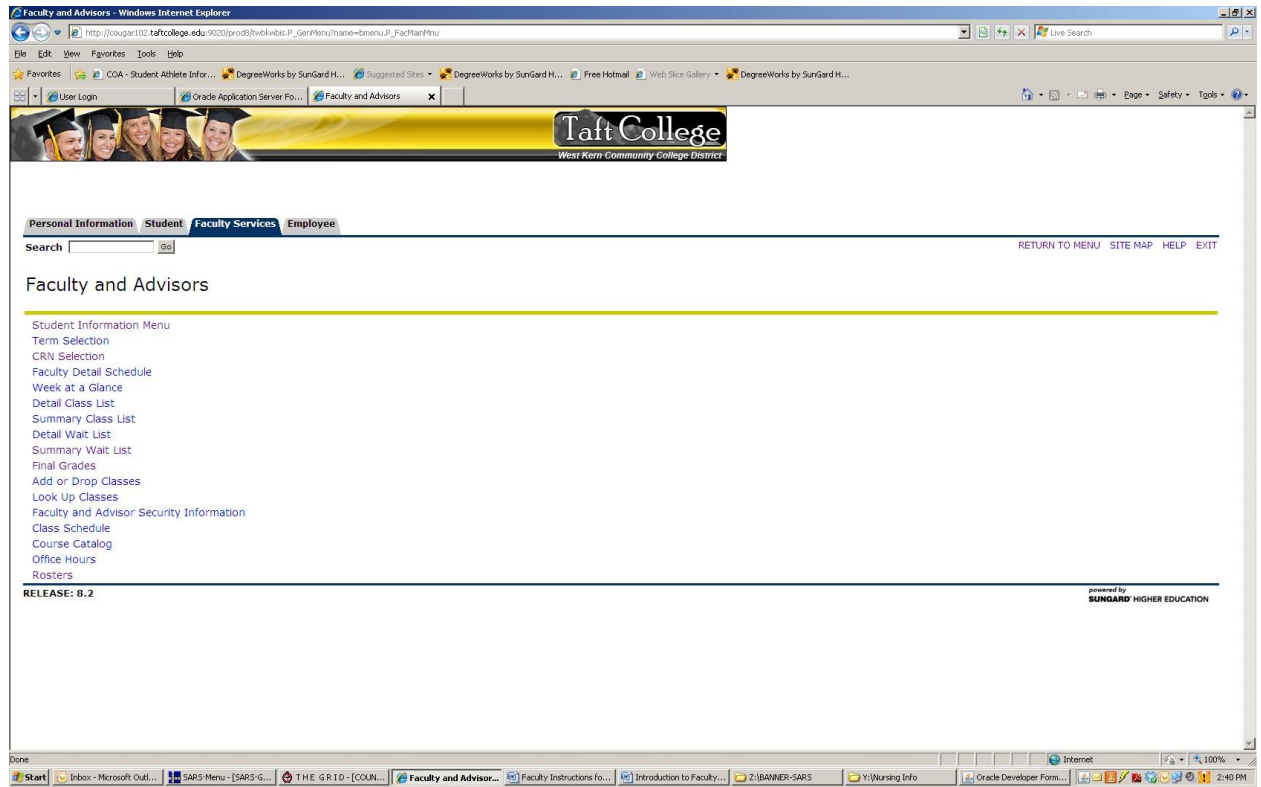 Faculty and Advisors - Windows Internet Explorer
http://cougar102.taftcollege.edu:9020/prod8/twbkwbis.P_GenMenu?name=bmenu.P_FacMainMnu Live Search
File Edit View Favorites Tools Help
Favorites COA - Student Athlete Infor... DegreeWorks by SunGard H... Suggested Sites DegreeWorks by SunGard H... Free Hotmail Web Slice Gallery DegreeWorks by SunGard H...
User Login Oracle Application Server Fo... Faculty and Advisors x Page Safety Tools
Taft College
West Kern Community College District
Personal Information Student Faculty Services Employee
Search Go RETURN TO MENU SITE MAP HELP EXIT
Faculty and Advisors
Student Information Menu
Term Selection
CRN Selection
Faculty Detail Schedule
Week at a Glance
Detail Class List
Summary Class List
Detail Wait List
Summary Wait List
Final Grades
Add or Drop Classes
Look Up Classes
Faculty and Advisor Security Information
Class Schedule
Course Catalog
Office Hours
Rosters
RELEASE: 8.2
powered by
SUNGARD' HIGHER EDUCATION
Done Internet 100%
Start Inbox - Microsoft Outl... SARS-Menu - [SARS-G... T H E G R I D - [COUN... Faculty and Advisor... Faculty Instructions fo... Introduction to Faculty... Z:\BANNER-SARS Y:\Nursing Info Oracle Developer Form... 2:40 PM